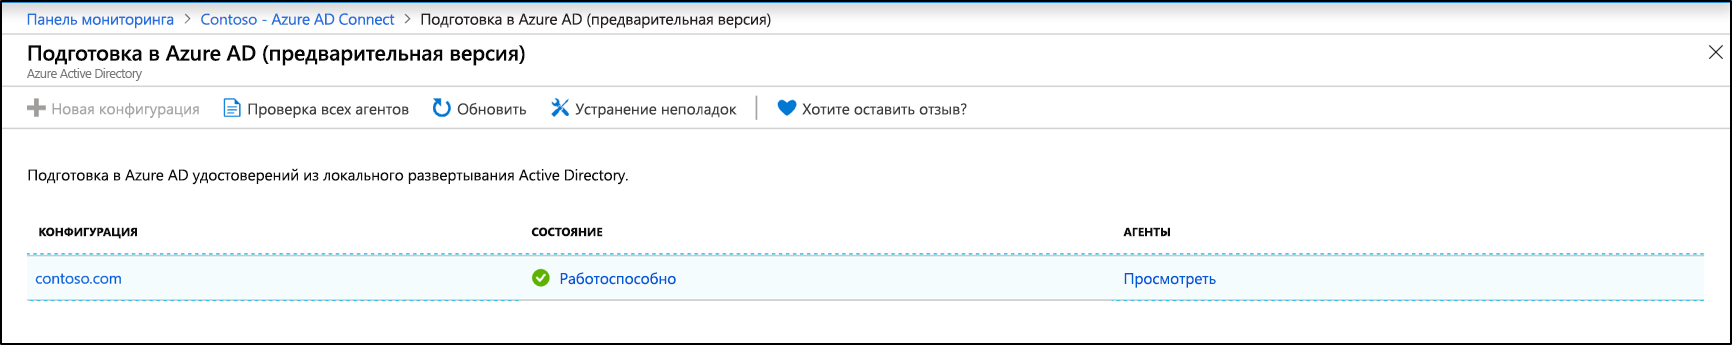 Панель мониторинга > Contoso - Azure AD Connect > Подготовка в Azure AD (предварительная версия)
Подготовка в Azure AD (предварительная версия)
Azure Active Directory
Новая конфигурация Проверка всех агентов Обновить Устранение неполадок Хотите оставить отзыв?
Подготовка в Azure AD удостоверений из локального развертывания Active Directory.
КОНФИГУРАЦИЯ СОСТОЯНИЕ АГЕНТЫ
contoso.com Работоспособно Просмотреть